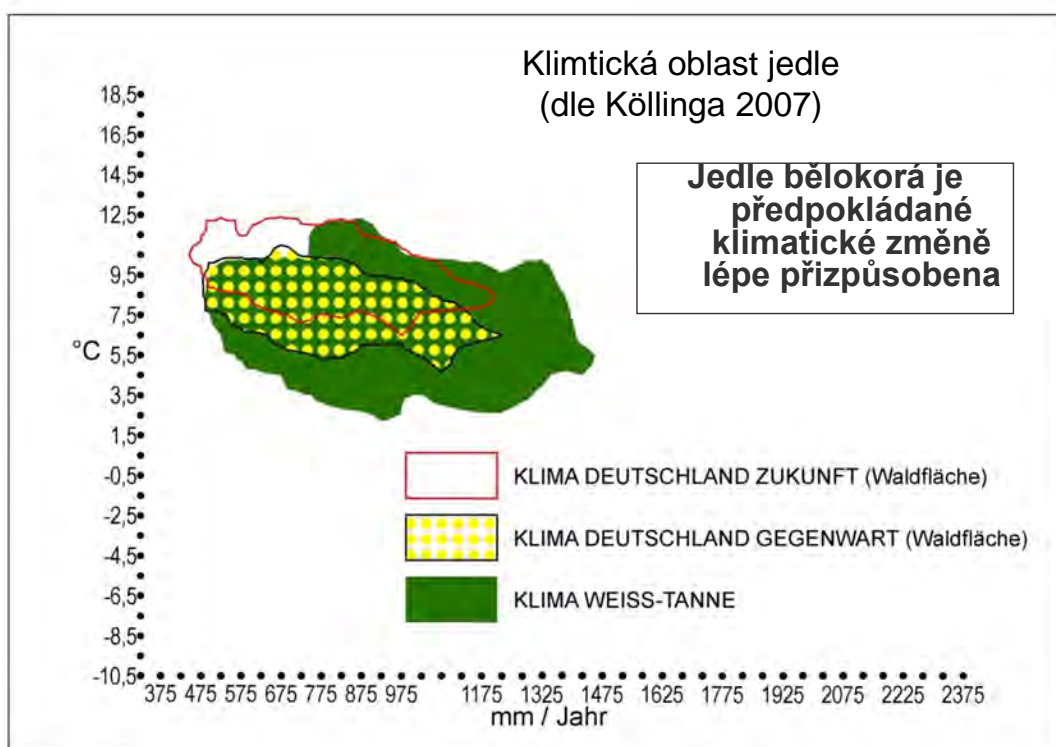 Klimtická oblast jedle
(dle Köllinga 2007)
Jedle bělokorá je
předpokládané
klimatické změně
lépe přizpůsobena
18,5
16,5
14,5
12,5
9,5
7,5
°C
5,5
3,5
1,5
-0,5
-2,5
-4,5
-6,5
-8,5
-10,5
KLIMA DEUTSCHLAND ZUKUNFT (Waldfläche)
KLIMA DEUTSCHLAND GEGENWART (Waldfläche)
KLIMA WEISS-TANNE
375 475 575 675 775 875 975 1175 1325 1475 1625 1775 1925 2075 2225 2375
mm / Jahr